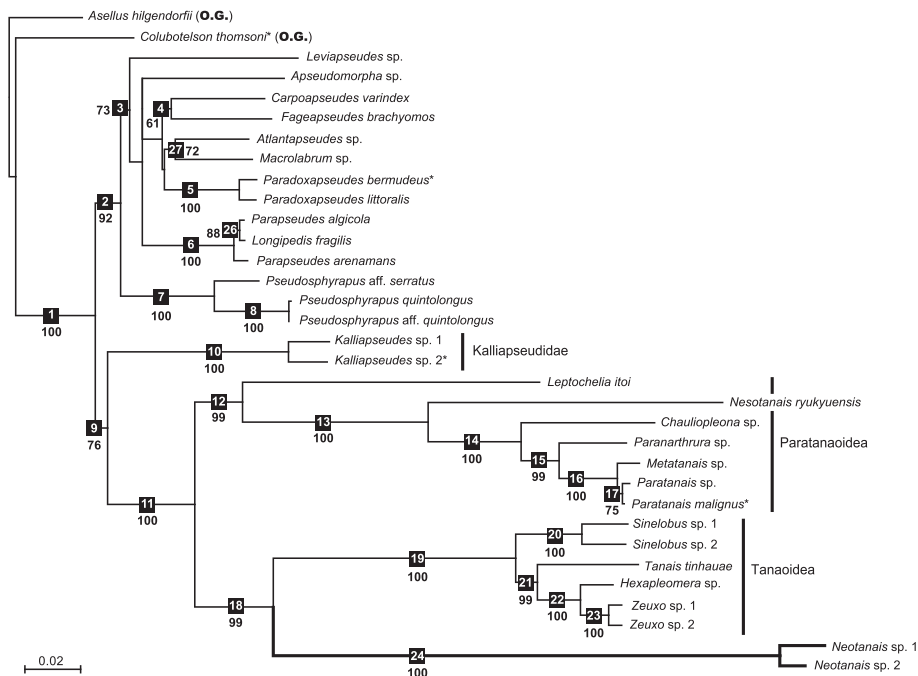 Asellus hilgendorfii (O.G.)
Colubotelson thomsoni* (O.G.)
Leviapseudes sp.
Apseudomorpha sp.
3
73
4
61
Carpoapseudes varindex
Fageapseudes brachyomos
Atlantapseudes sp.
27 72
Macrolabrum sp.
Paradoxapseudes bermudeus*
5
100
Paradoxapseudes littoralis
2
92
Parapseudes algicola
88 26
Longipedis fragilis
6
100
Parapseudes arenamans
Pseudosphyrapus aff. serratus
7
100
Pseudosphyrapus quintolongus
8
100
Pseudosphyrapus aff. quintolongus
1
100
Kalliapseudes sp. 1
10
100
Kalliapseudes sp. 2*
Kalliapseudidae
Leptochelia itoi
12
99
Nesotanais ryukyuensis
13
100
Chauliopleona sp.
9
76
14
100
Paranarthrura sp.
Paratanaoidea
15
99
Metatanais sp.
16
100
Paratanais sp.
17
75
Paratanais malignus*
11
100
Sinelobus sp. 1
20
100
Sinelobus sp. 2
19
100
Tanais tinhauae
Tanaoidea
21
99
Hexapleomera sp.
22
100
Zeuxo sp. 1
23
100
Zeuxo sp. 2
18
99
Neotanais sp. 1
24
100
Neotanais sp. 2
0.02